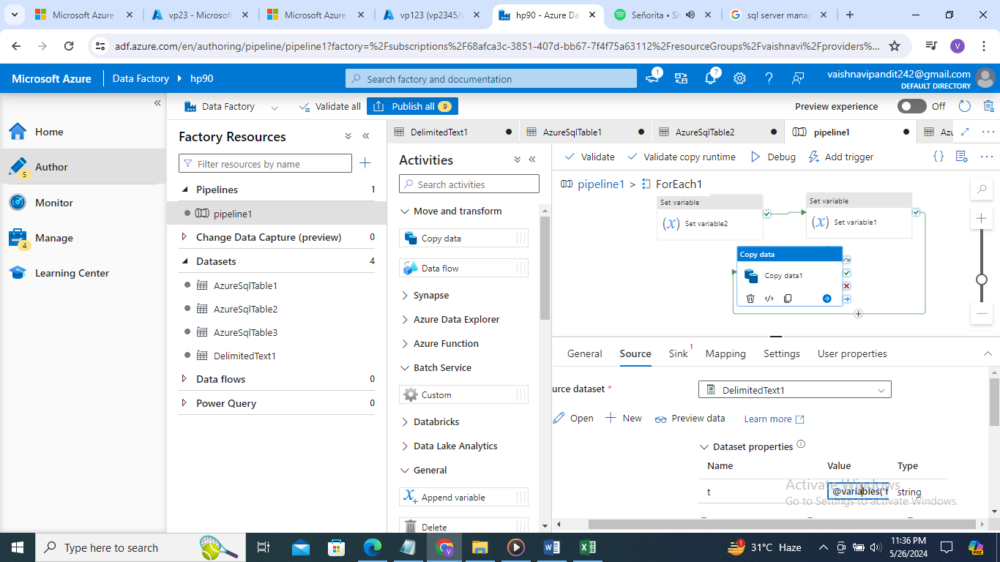 Microsoft Azure
vp23 - Microsoft
Microsoft Azure
vp123 (vp2345/v
hp90 - Azure Da
Señorita • Sh
sql server manag
adf.azure.com/en/authoring/pipeline/pipeline1?factory=%2Fsubscriptions%2F68afca3c-3851-407d-bb67-7f4f75a63112%2FresourceGroups%2Fvaishnavi%2Fproviders%...
V
Microsoft Azure
Data Factory
hp90
Search factory and documentation
1
7
vaishnavipandit242@gmail.com
DEFAULT DIRECTORY
Home
Author
5
Monitor
Manage
4
Learning Center
Data Factory
Validate all
Publish all 9
Preview experience
Off
Factory Resources
Filter resources by name
Pipelines 1
pipeline1
Change Data Capture (preview) 0
Datasets 4
AzureSqlTable1
AzureSqlTable2
AzureSqlTable3
DelimitedText1
Data flows 0
Power Query 0
DelimitedText1
AzureSqlTable1
AzureSqlTable2
pipeline1
Azu
Activities
Search activities
Move and transform
Copy data
Data flow
Synapse
Azure Data Explorer
Azure Function
Batch Service
Custom
Databricks
Data Lake Analytics
General
Append variable
Delete
Validate
Validate copy runtime
Debug
Add trigger
{}
pipeline1 > ForEach1
Set variable
(x) Set variable2
Set variable
(x) Set variable1
Copy data
Copy data1
General
Source
Sink 1
Mapping
Settings
User properties
urce dataset *
DelimitedText1
Open
New
Preview data
Learn more
Dataset properties
Name Value Type
t @variables('f string
Activate Windows
Go to Settings to activate Windows.
Type here to search
31°C Haze
11:36 PM
5/26/2024